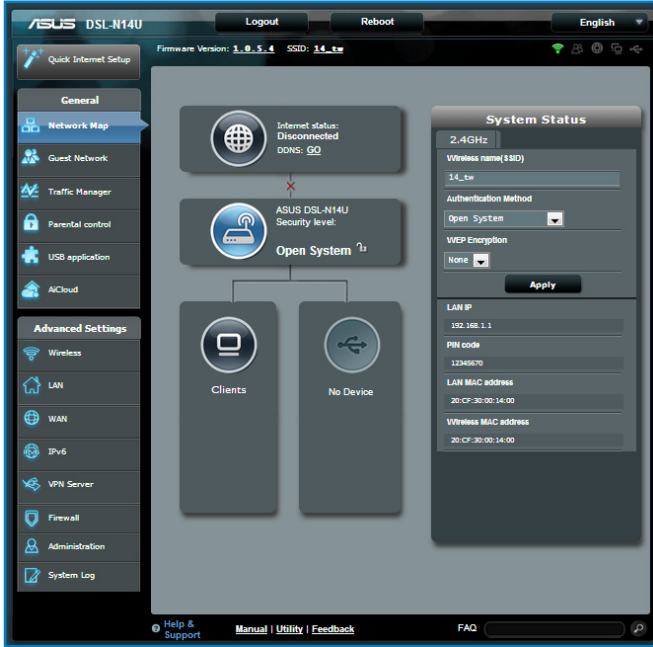 ASUS DSL-N14U
Logout
Reboot
English
Quick Internet Setup
Firmware Version: 1.0.5.4 SSID: 14_tw
General
Network Map
Guest Network
Traffic Manager
Parental control
USB application
AiCloud
Advanced Settings
Wireless
LAN
WAN
IPv6
VPN Server
Firewall
Administration
System Log
Internet status:
Disconnected
DDNS: GO
ASUS DSL-N14U
Security level:
Open System
Clients
No Device
System Status
2.4GHz
Wireless name(SSID)
14_tw
Authentication Method
Open System
WEP Encryption
None
Apply
LAN IP
192.168.1.1
PIN code
12345670
LAN MAC address
20:CF:30:00:14:00
Wireless MAC address
20:CF:30:00:14:00
Help &
Support
Manual | Utility | Feedback
FAQ